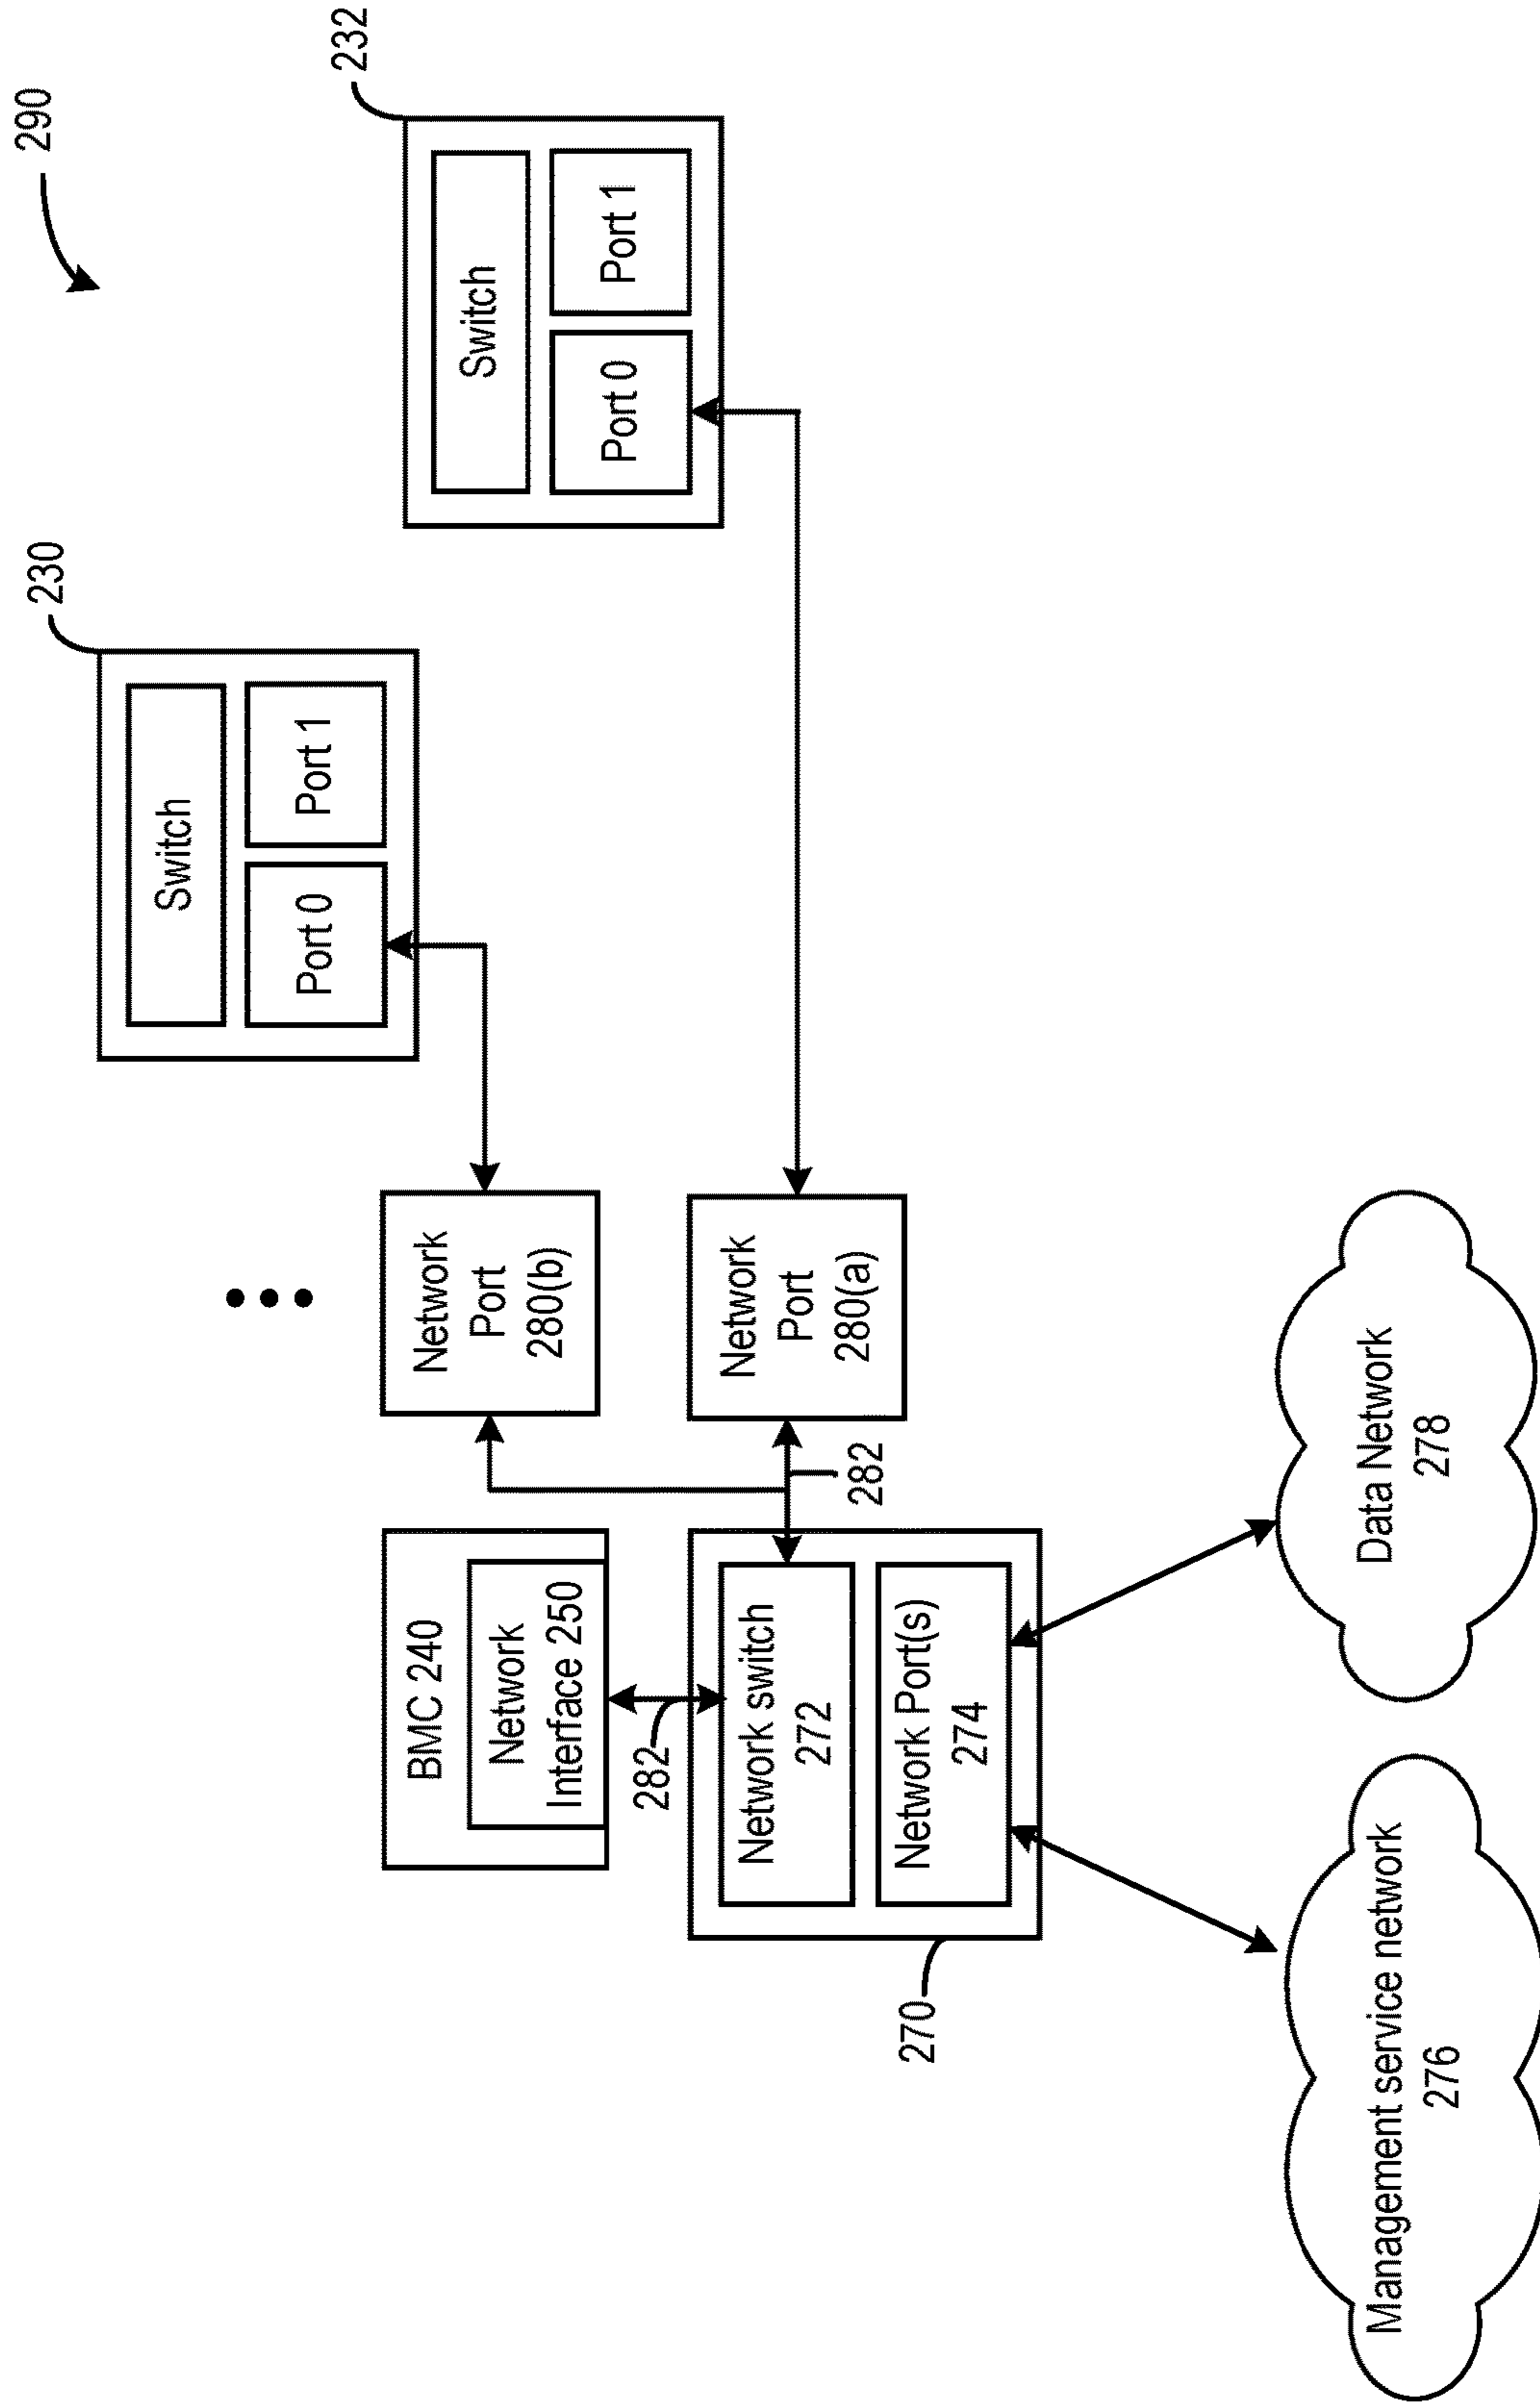 290
230
232
Switch
Port 0
Port 1
Switch
Port 0
Port 1
BMC 240
Network
Interface 250
Network
Port
280(b)
282
282
Network
Port
280(a)
270
Network switch
272
Network Port(s)
274
Management service network
276
Data Network
278